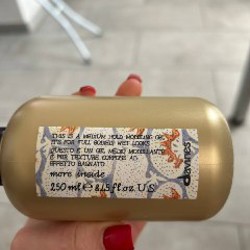 THIS IS A MEDIUM HOLD MODELING GEL
IT'S FOR FULL BODIED WET LOOKS
QUESTO È UN GEL MEDIO MODELLANTE
È PER TEXTURE CORPOSE AD
EFFETTO BAGNATO
more inside
250 ml e 8.45 fl oz U.S.
davines